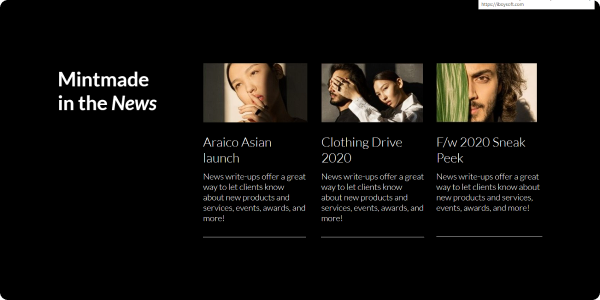 https://iboysoft.com
Mintmade
in the News
Araico Asian
launch
News write-ups offer a great
way to let clients know
about new products and
services, events, awards, and
more!
Clothing Drive
2020
News write-ups offer a great
way to let clients know
about new products and
services, events, awards, and
more!
F/w 2020 Sneak
Peek
News write-ups offer a great
way to let clients know
about new products and services,
events, awards, and more!